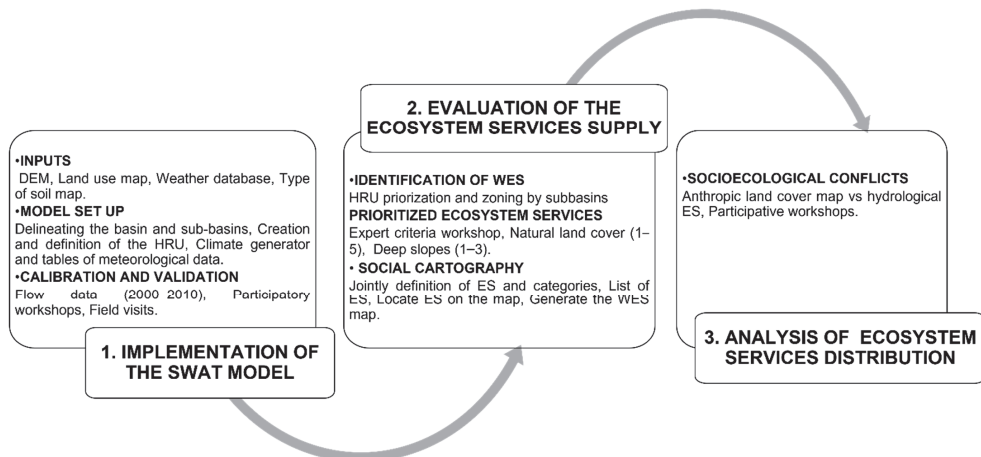 •INPUTS
DEM, Land use map, Weather database, Type
of soil map.
•MODEL SET UP
Delineating the basin and sub-basins, Creation
and definition of the HRU, Climate generator
and tables of meteorological data.
•CALIBRATION AND VALIDATION
Flow data (2000 2010), Participatory
workshops, Field visits.
1. IMPLEMENTATION OF
THE SWAT MODEL
2. EVALUATION OF THE
ECOSYSTEM SERVICES SUPPLY
•IDENTIFICATION OF WES
HRU priorization and zoning by subbasins
PRIORITIZED ECOSYSTEM SERVICES
Expert criteria workshop, Natural land cover (1–
5), Deep slopes (1–3).
• SOCIAL CARTOGRAPHY
Jointly definition of ES and categories, List of
ES, Locate ES on the map, Generate the WES
map.
•SOCIOECOLOGICAL CONFLICTS
Anthropic land cover map vs hydrological
ES, Participative workshops.
3. ANALYSIS OF ECOSYSTEM
SERVICES DISTRIBUTION